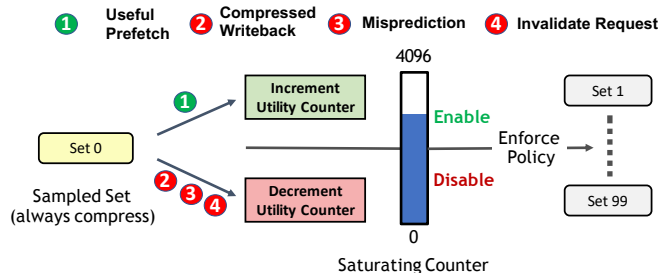 1 Useful Prefetch
2 Compressed Writeback
3 Misprediction
4 Invalidate Request
4096
Increment Utility Counter
Set 1
1
Enable
Set 0
Enforce Policy
2
3
4
Disable
Sampled Set
(always compress)
Decrement Utility Counter
Set 99
0
Saturating Counter